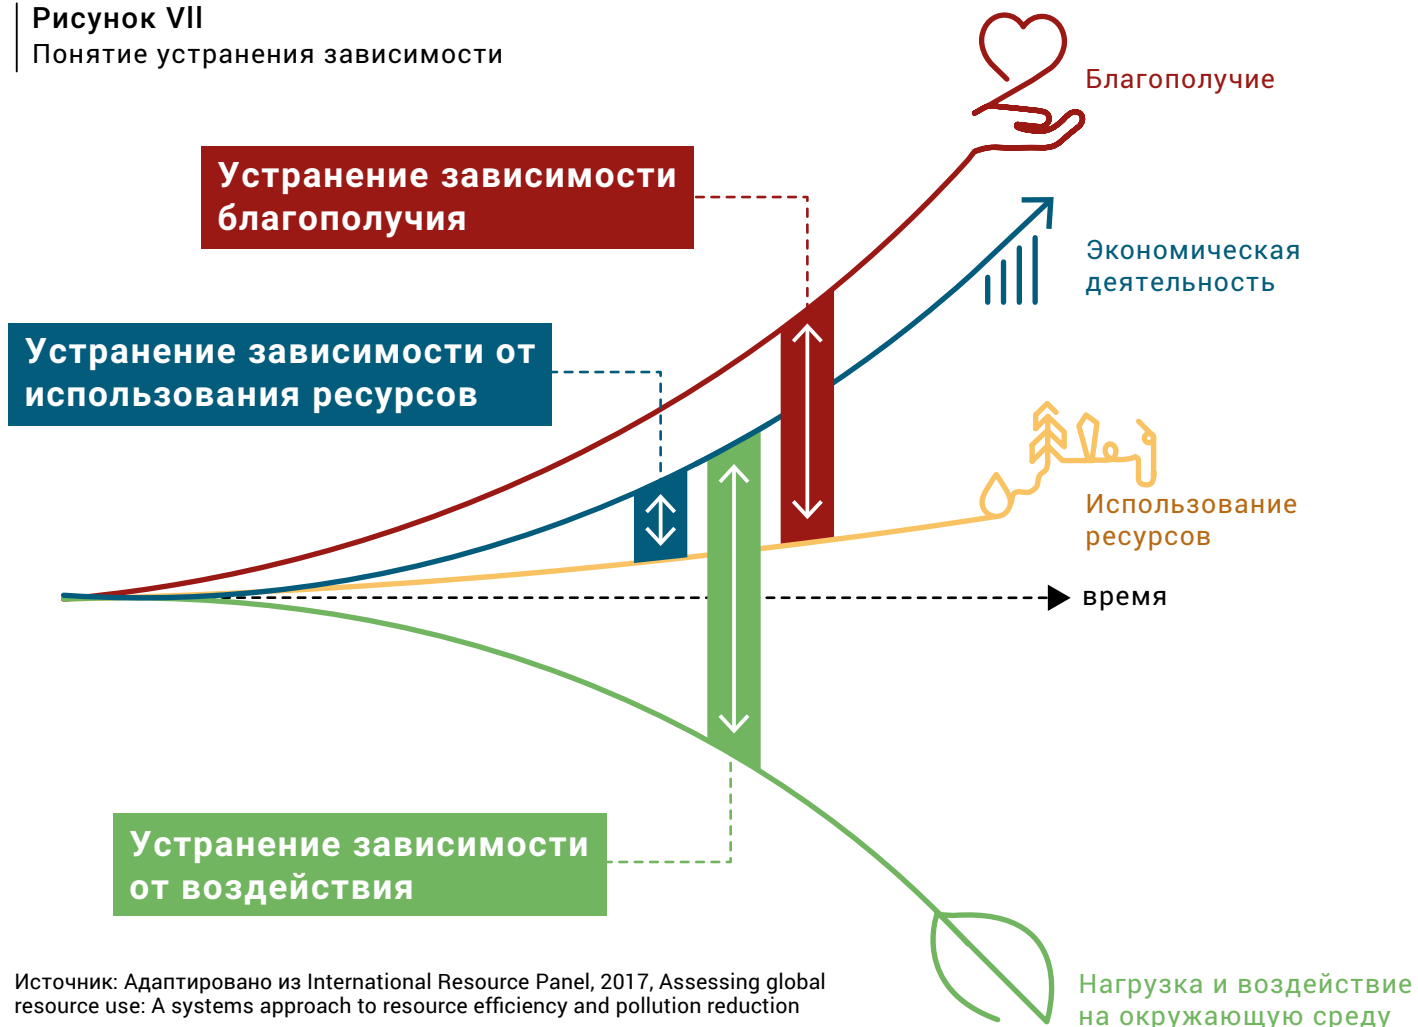 Рисунок Vll
Понятие устранения зависимости
Благополучие
Устранение зависимости
благополучия
Экономическая
деятельность
Устранение зависимости от
использования ресурсов
Использование
ресурсов
время
Устранение зависимости
от воздействия
Источник: Адаптировано из International Resource Panel, 2017, Assessing global
resource use: A systems approach to resource efficiency and pollution reduction
Нагрузка и воздействие
на окружающую среду